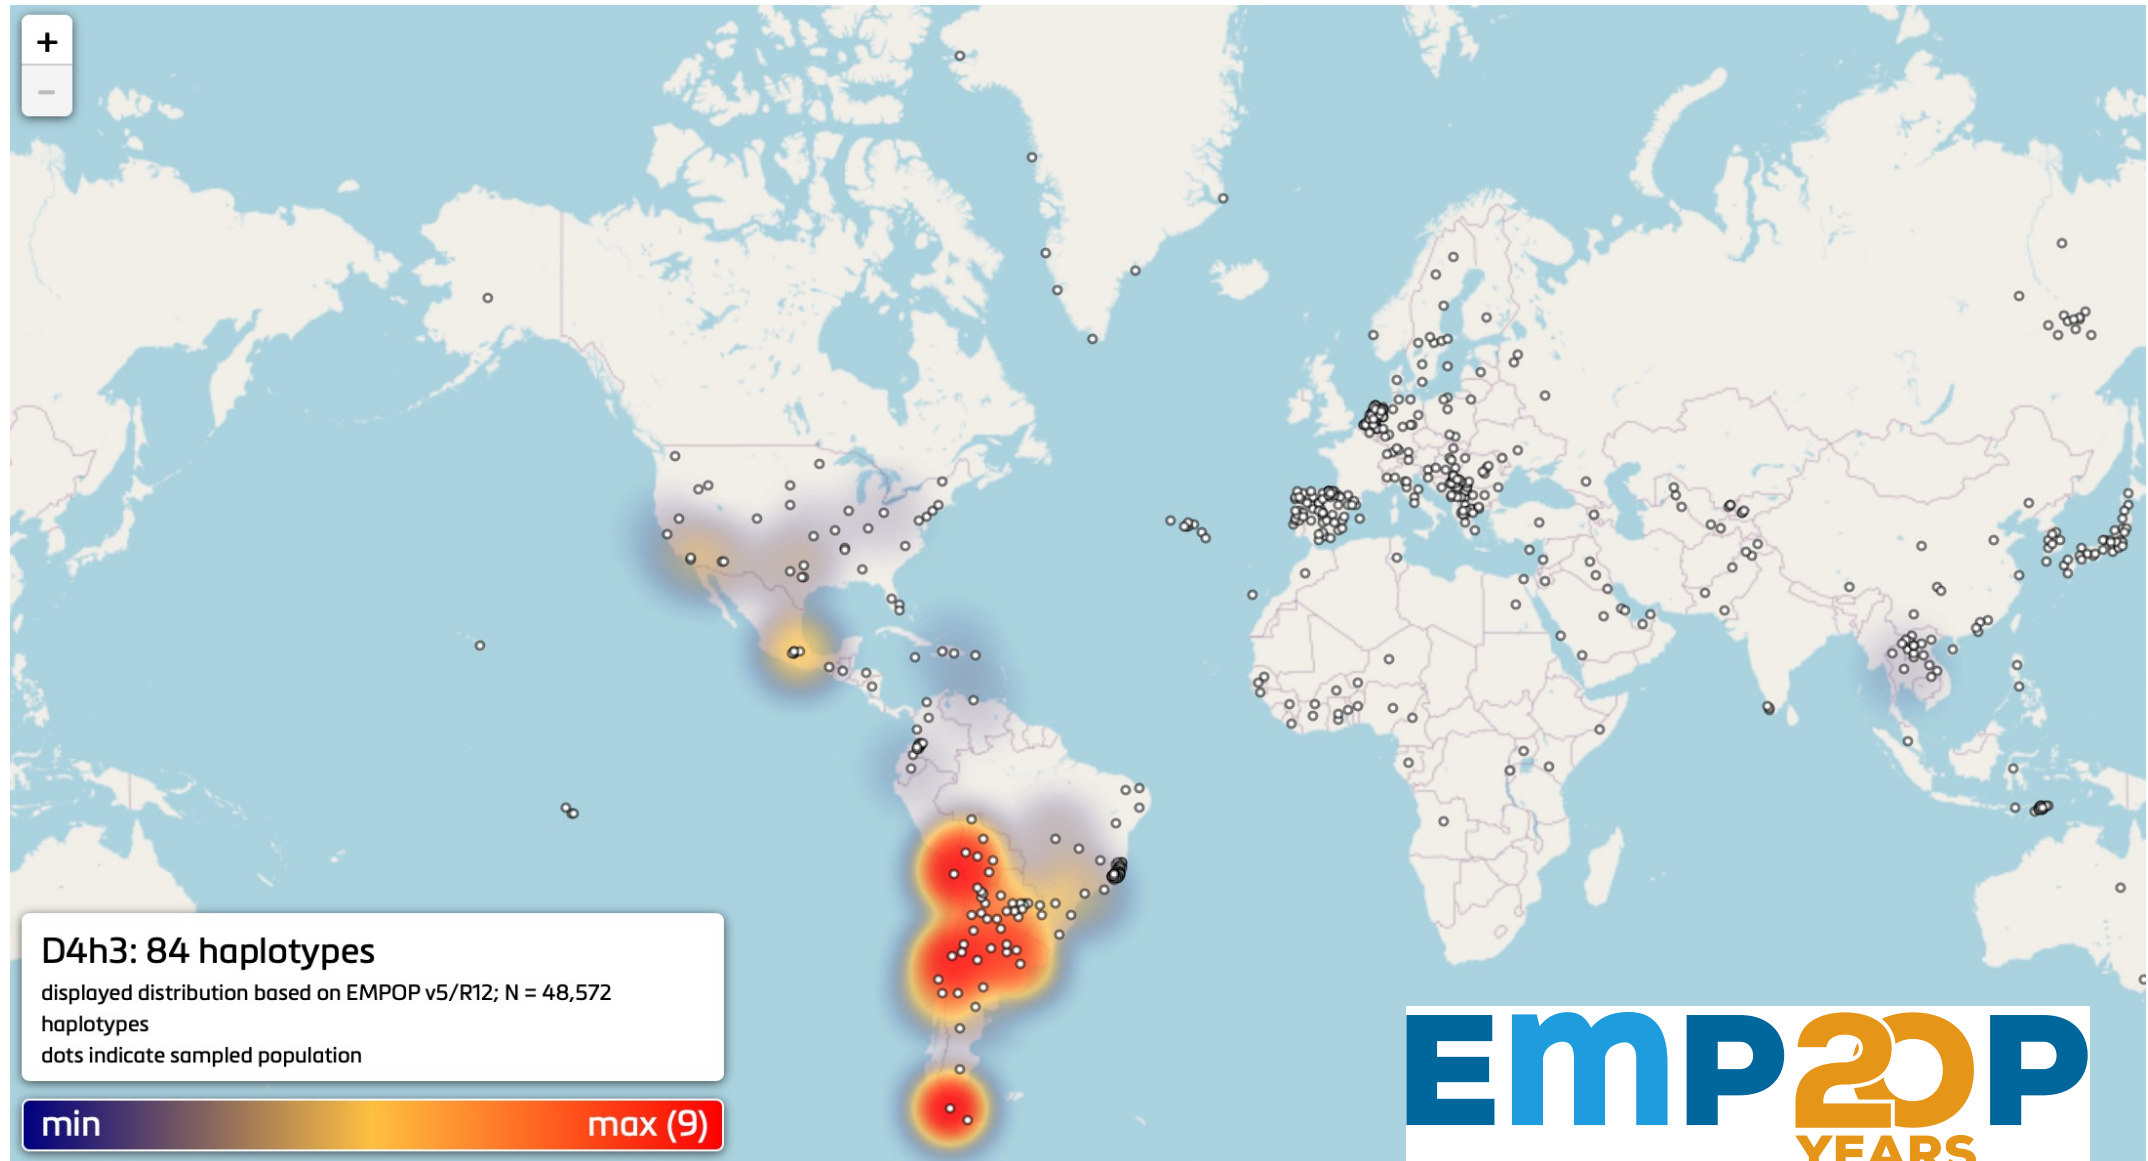 +
−
D4h3: 84 haplotypes
displayed distribution based on EMPOP v5/R12; N = 48,572
haplotypes
dots indicate sampled population
min max (9)
EMP20P
YEARS